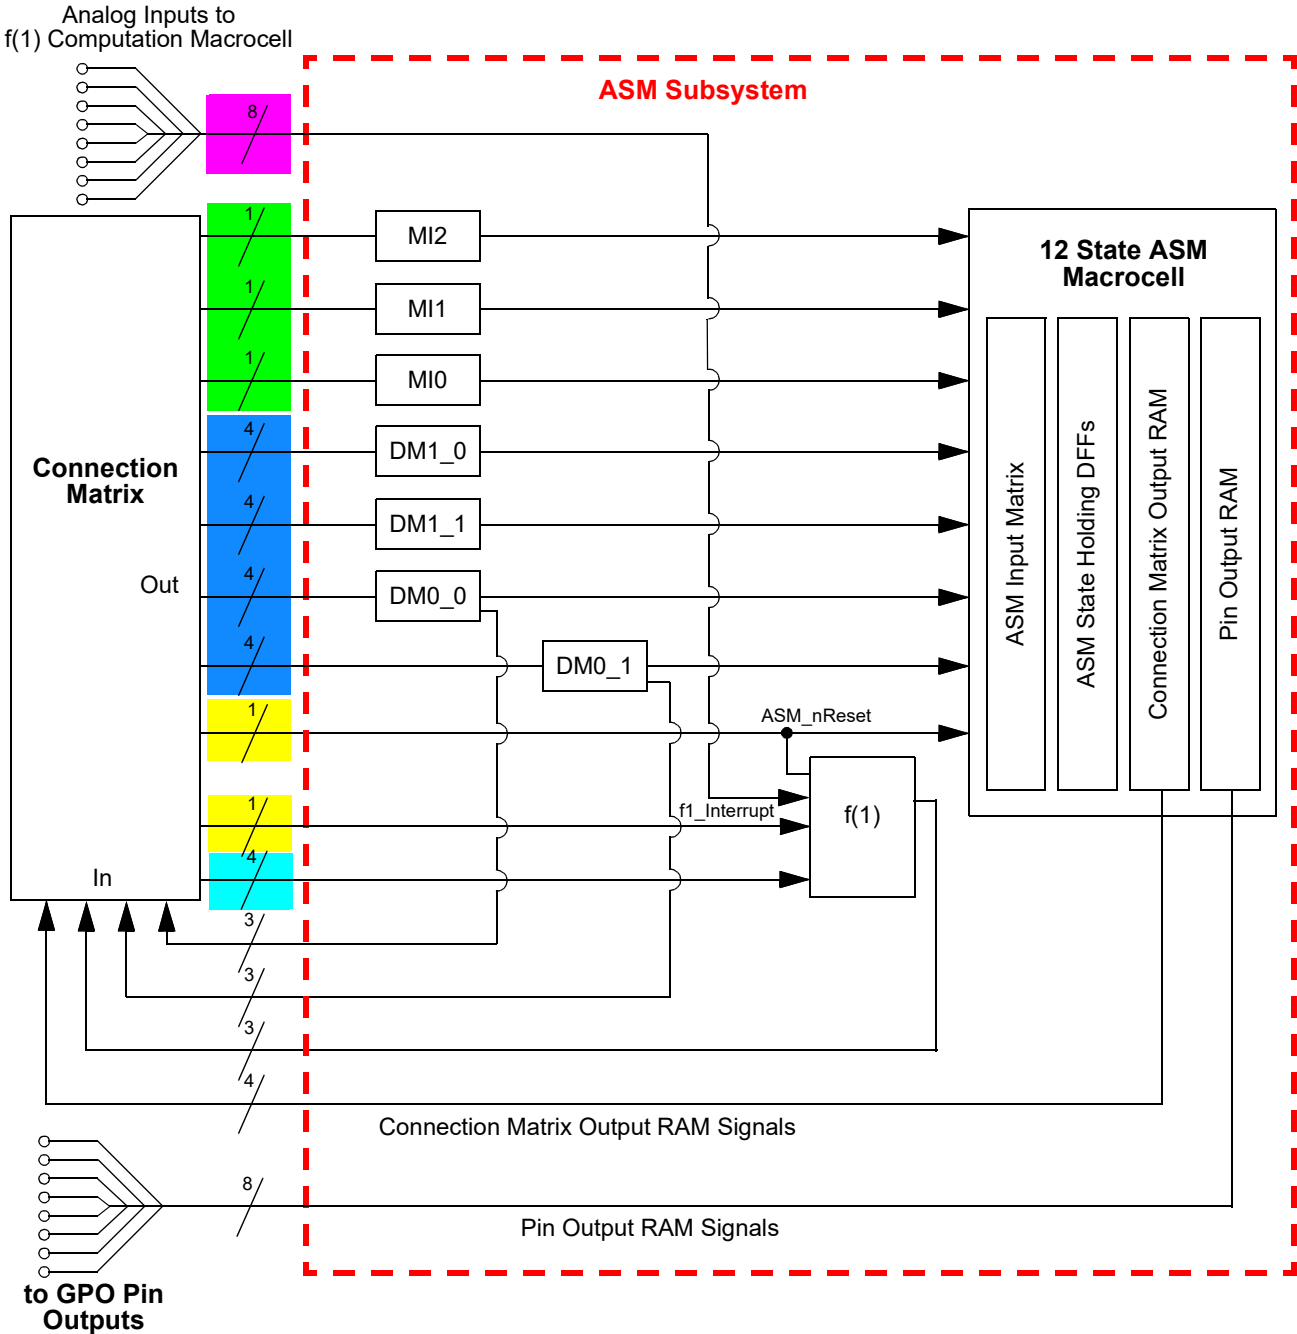 Analog Inputs to
f(1) Computation Macrocell
ASM Subsystem
8
1
MI2
12 State ASM
Macrocell
1
MI1
1
MI0
4
DM1_0
Connection
Matrix
4
DM1_1
Out
4
DM0_0
4
DM0_1
ASM Input Matrix
ASM State Holding DFFs
Connection Matrix Output RAM
Pin Output RAM
1
ASM_nReset
1
f1_Interrupt
f(1)
4
In
3
3
3
4
Connection Matrix Output RAM Signals
8
Pin Output RAM Signals
to GPO Pin
Outputs